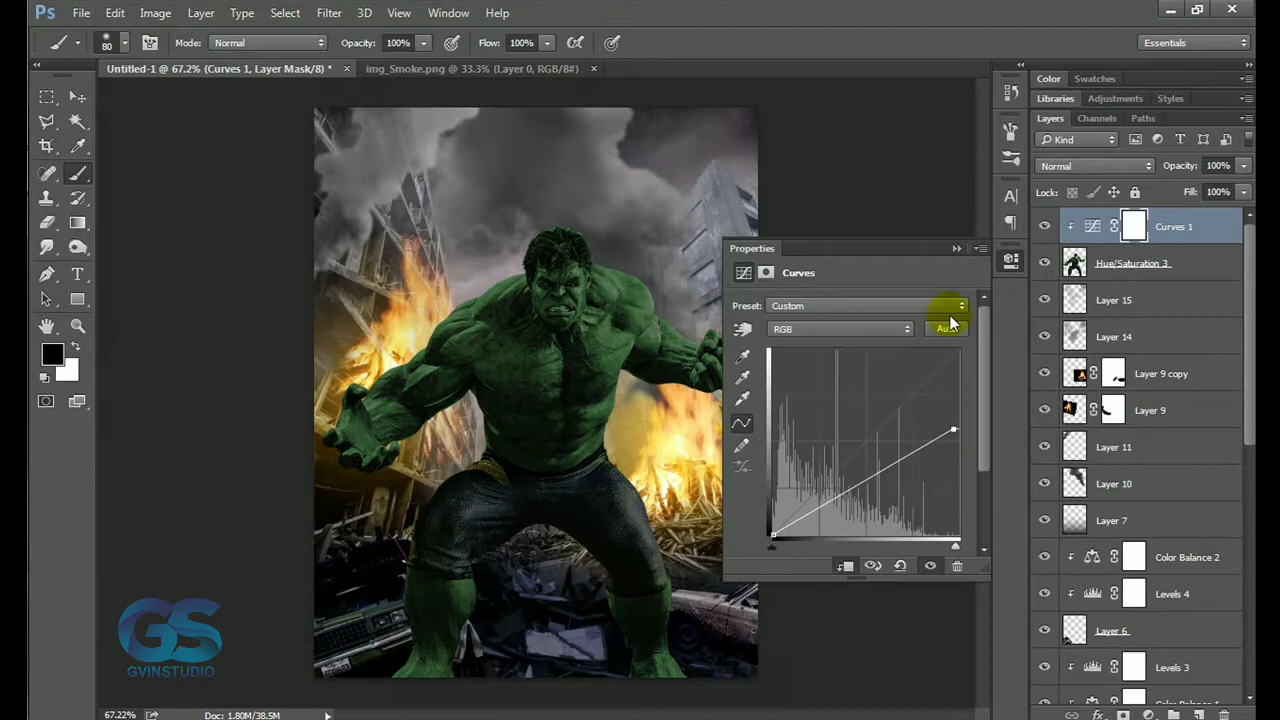 Ps File Edit Image Layer Type Select Filter 3D View Window Help
80 Mode: Normal Opacity: 100% Flow: 100% Essentials
Untitled-1 @ 67.2% (Curves 1, Layer Mask/8) * × img_Smoke.png @ 33.3% (Layer 0, RGB/8#) ×
Color Swatches
Libraries Adjustments Styles
Layers Channels Paths
Kind
Normal Opacity: 100%
Lock: Fill: 100%
Curves 1
Hue/Saturation 3
Layer 15
Layer 14
Layer 9 copy
Layer 9
Layer 11
Layer 10
Layer 7
Color Balance 2
Levels 4
Layer 6
Levels 3
Properties
Curves
Preset: Custom
RGB
GS
GVINSTUDIO
67.22% Doc: 1.80M/38.5M